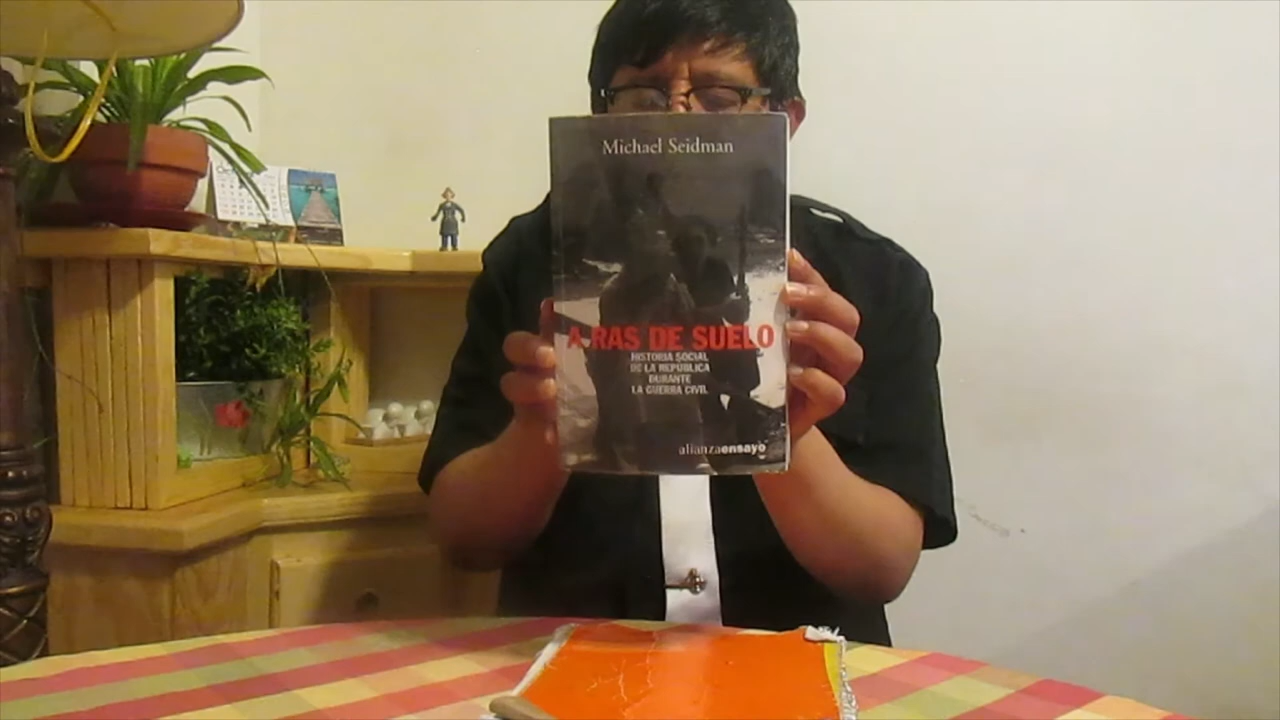 Michael Seidman
A RAS DE SUELO
HISTORIA SOCIAL
DE LA REPÚBLICA
DURANTE
LA GUERRA CIVIL
alianzaensayo